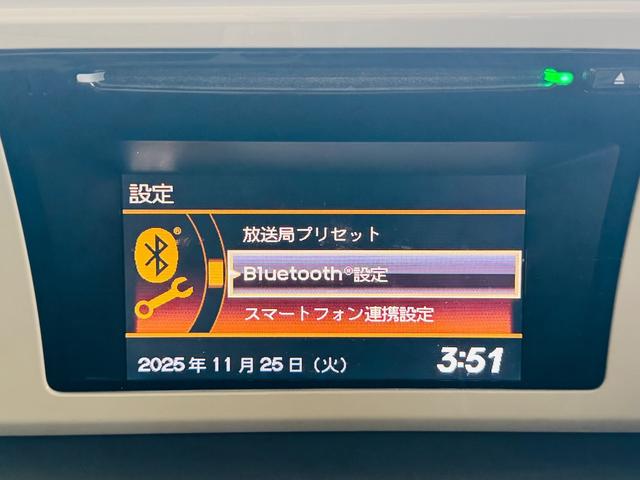 設定
放送局プリセット
Bluetooth®設定
スマートフォン連携設定
2025年11月25日（火）
3:51